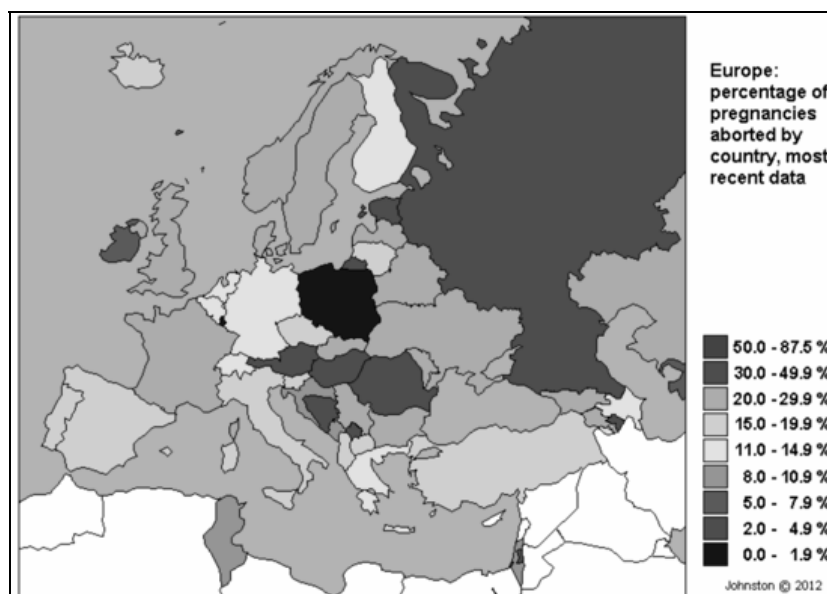 Europe:
percentage of
pregnancies
aborted by
country, most
recent data
50.0 - 87.5 %
30.0 - 49.9 %
20.0 - 29.9 %
15.0 - 19.9 %
11.0 - 14.9 %
8.0 - 10.9 %
5.0 - 7.9 %
2.0 - 4.9 %
0.0 - 1.9 %
Johnston © 2012